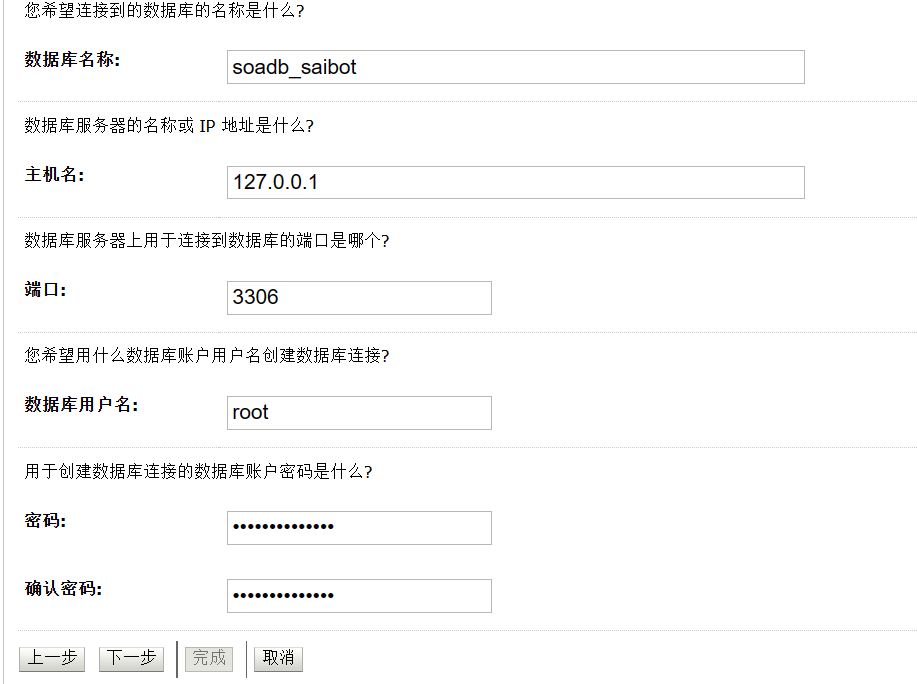 您希望连接到的数据库的名称是什么?
数据库名称:
soadb_saibot
数据库服务器的名称或 IP 地址是什么?
主机名:
127.0.0.1
数据库服务器上用于连接到数据库的端口是哪个?
端口:
3306
您希望用什么数据库账户用户名创建数据库连接?
数据库用户名:
root
用于创建数据库连接的数据库账户密码是什么?
密码:
••••••••••••••
确认密码:
••••••••••••••
上一步 下一步 完成 取消